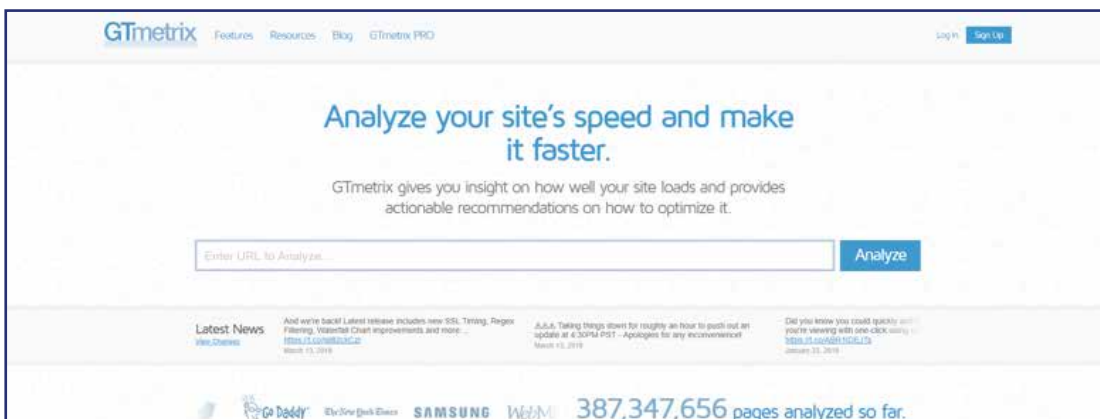 GTmetrix Features Resources Blog GTmetrix PRO Log In Sign Up
Analyze your site's speed and make
it faster.
GTmetrix gives you insight on how well your site loads and provides
actionable recommendations on how to optimize it.
Enter URL to Analyze... Analyze
Latest News
View Changes
And we're back! Latest release includes new SSL Timing, Regex
Filtering, Waterfall Chart improvements and more ...
March 13, 2019
⚠⚠⚠ Taking things down for roughly an hour to push out an
update at 4:30PM PST - Apologies for any inconvenience!
March 13, 2019
Did you know you could quickly
you're viewing with one-click
January 23, 2019
Go Daddy The New York Times SAMSUNG WebM 387,347,656 pages analyzed so far.